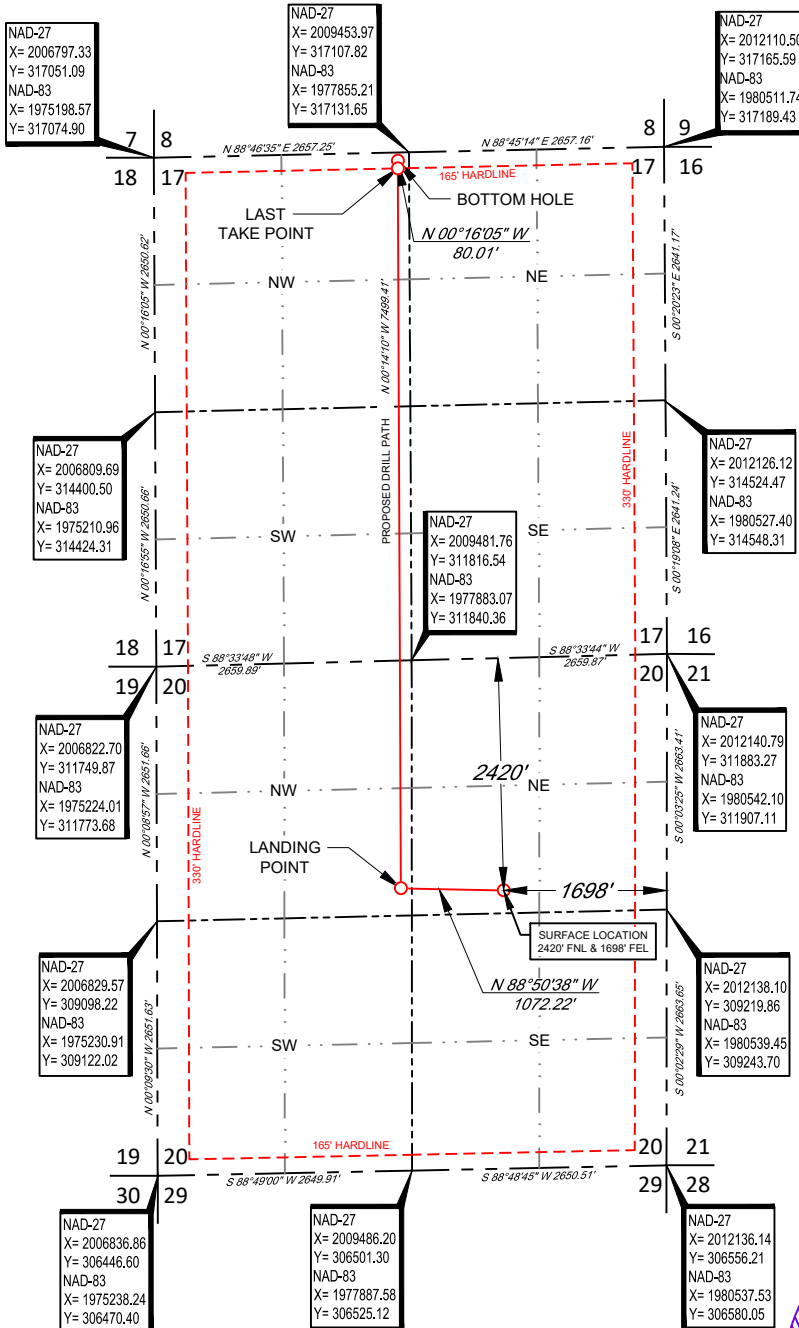 NAD-27
X= 2006797.33
Y= 317051.09
NAD-83
X= 1975198.57
Y= 317074.90
NAD-27
X= 2009453.97
Y= 317107.82
NAD-83
X= 1977855.21
Y= 317131.65
NAD-27
X= 2012110.50
Y= 317165.59
NAD-83
X= 1980511.74
Y= 317189.43
7 8
18 17
N 88°46'35" E 2657.25'
N 88°45'14" E 2657.16'
8 9
17 16
165' HARDLINE
LAST
TAKE POINT
BOTTOM HOLE
N 00°16'05" W
80.01'
N 00°16'05" W 2650.62'
NW
N 00°14'10" W 7499.41'
NE
S 00°20'23" E 2641.17'
NAD-27
X= 2006809.69
Y= 314400.50
NAD-83
X= 1975210.96
Y= 314424.31
PROPOSED DRILL PATH
330' HARDLINE
NAD-27
X= 2012126.12
Y= 314524.47
NAD-83
X= 1980527.40
Y= 314548.31
N 00°16'55" W 2650.66'
SW
NAD-27
X= 2009481.76
Y= 311816.54
NAD-83
X= 1977883.07
Y= 311840.36
SE
S 00°19'08" E 2641.24'
18 17
19 20
S 88°33'48" W
2659.89'
S 88°33'44" W
2659.87'
17 16
20 21
NAD-27
X= 2006822.70
Y= 311749.87
NAD-83
X= 1975224.01
Y= 311773.68
N 00°08'57" W 2651.66'
330' HARDLINE
NW
2420'
NE
S 00°03'25" W 2663.41'
NAD-27
X= 2012140.79
Y= 311883.27
NAD-83
X= 1980542.10
Y= 311907.11
LANDING
POINT
1698'
SURFACE LOCATION
2420' FNL & 1698' FEL
N 88°50'38" W
1072.22'
NAD-27
X= 2006829.57
Y= 309098.22
NAD-83
X= 1975230.91
Y= 309122.02
N 00°09'30" W 2651.63'
SW
SE
S 00°02'29" W 2663.65'
NAD-27
X= 2012138.10
Y= 309219.86
NAD-83
X= 1980539.45
Y= 309243.70
165' HARDLINE
19 20
30 29
S 88°49'00" W 2649.91'
S 88°48'45" W 2650.51'
20 21
29 28
NAD-27
X= 2006836.86
Y= 306446.60
NAD-83
X= 1975238.24
Y= 306470.40
NAD-27
X= 2009486.20
Y= 306501.30
NAD-83
X= 1977887.58
Y= 306525.12
NAD-27
X= 2012136.14
Y= 306556.21
NAD-83
X= 1980537.53
Y= 306580.05